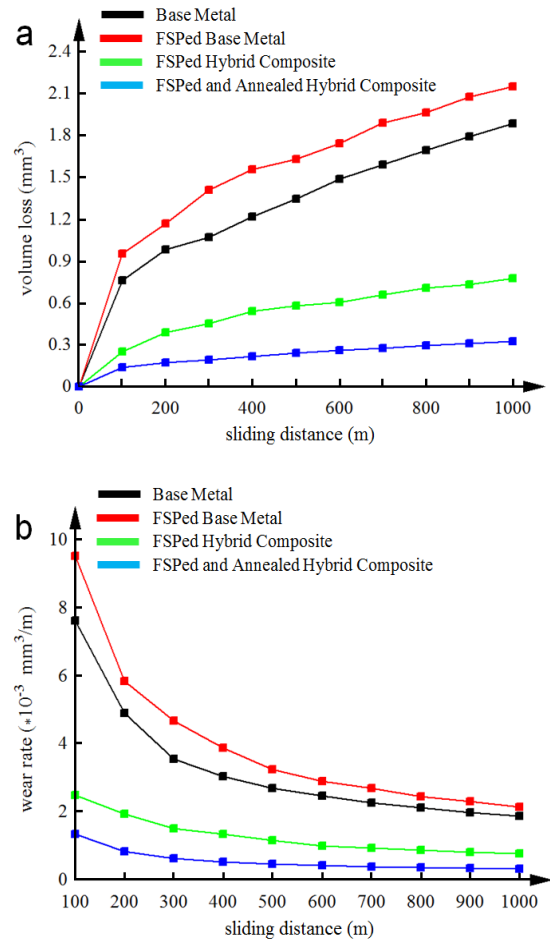 a
Base Metal
FSPed Base Metal
FSPed Hybrid Composite
FSPed and Annealed Hybrid Composite
2.4
2.1
1.8
1.5
1.2
0.9
0.6
0.3
0
volume loss (mm³)
0 200 400 600 800 1000
sliding distance (m)
b
Base Metal
FSPed Base Metal
FSPed Hybrid Composite
FSPed and Annealed Hybrid Composite
10
8
6
4
2
0
wear rate (*10⁻³ mm³/m)
100 200 300 400 500 600 700 800 900 1000
sliding distance (m)